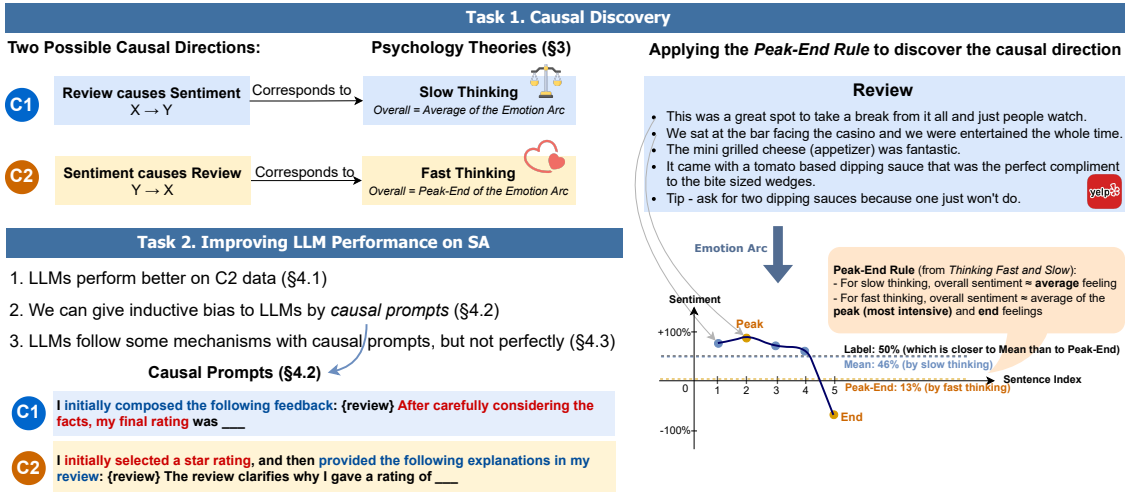 Task 1. Causal Discovery
Two Possible Causal Directions:
Psychology Theories (§3)
C1
Review causes Sentiment
X → Y
Corresponds to
Slow Thinking
Overall = Average of the Emotion Arc
C2
Sentiment causes Review
Y → X
Corresponds to
Fast Thinking
Overall = Peak-End of the Emotion Arc
Applying the Peak-End Rule to discover the causal direction
Review
• This was a great spot to take a break from it all and just people watch.
• We sat at the bar facing the casino and we were entertained the whole time.
• The mini grilled cheese (appetizer) was fantastic.
• It came with a tomato based dipping sauce that was the perfect compliment
to the bite sized wedges.
• Tip - ask for two dipping sauces because one just won't do.
yelp
Emotion Arc
Peak-End Rule (from Thinking Fast and Slow):
- For slow thinking, overall sentiment ≈ average feeling
- For fast thinking, overall sentiment ≈ average of the
peak (most intensive) and end feelings
Sentiment
+100%
Peak
Label: 50% (which is closer to Mean than to Peak-End)
Mean: 46% (by slow thinking)
Sentence Index
0 1 2 3 4 5
Peak-End: 13% (by fast thinking)
End
-100%
Task 2. Improving LLM Performance on SA
1. LLMs perform better on C2 data (§4.1)
2. We can give inductive bias to LLMs by causal prompts (§4.2)
3. LLMs follow some mechanisms with causal prompts, but not perfectly (§4.3)
Causal Prompts (§4.2)
C1
I initially composed the following feedback: {review} After carefully considering the
facts, my final rating was ___
C2
I initially selected a star rating, and then provided the following explanations in my
review: {review} The review clarifies why I gave a rating of ___